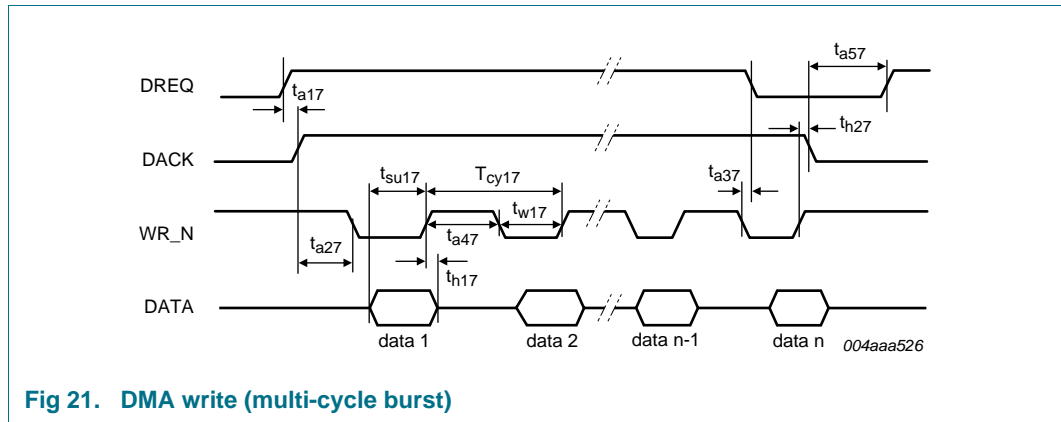 DREQ
ta57
ta17
th27
DACK
tsu17
Tcy17
ta37
tw17
WR_N
ta47
ta27
th17
DATA
data 1
data 2
data n-1
data n
004aaa526
Fig 21. DMA write (multi-cycle burst)